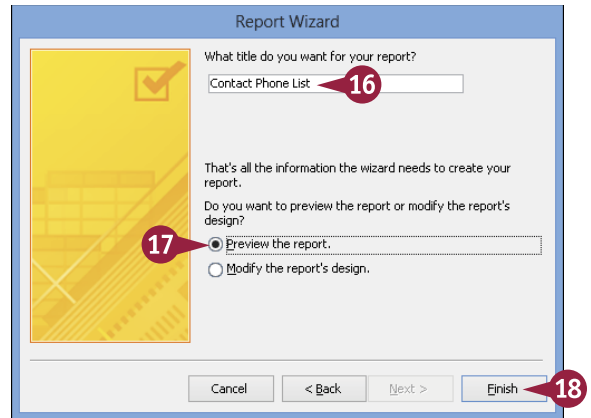 Report Wizard
What title do you want for your report?
Contact Phone List
16
That's all the information the wizard needs to create your
report.
Do you want to preview the report or modify the report's
design?
17
Preview the report.
Modify the report's design.
Cancel
< Back
Next >
Finish
18